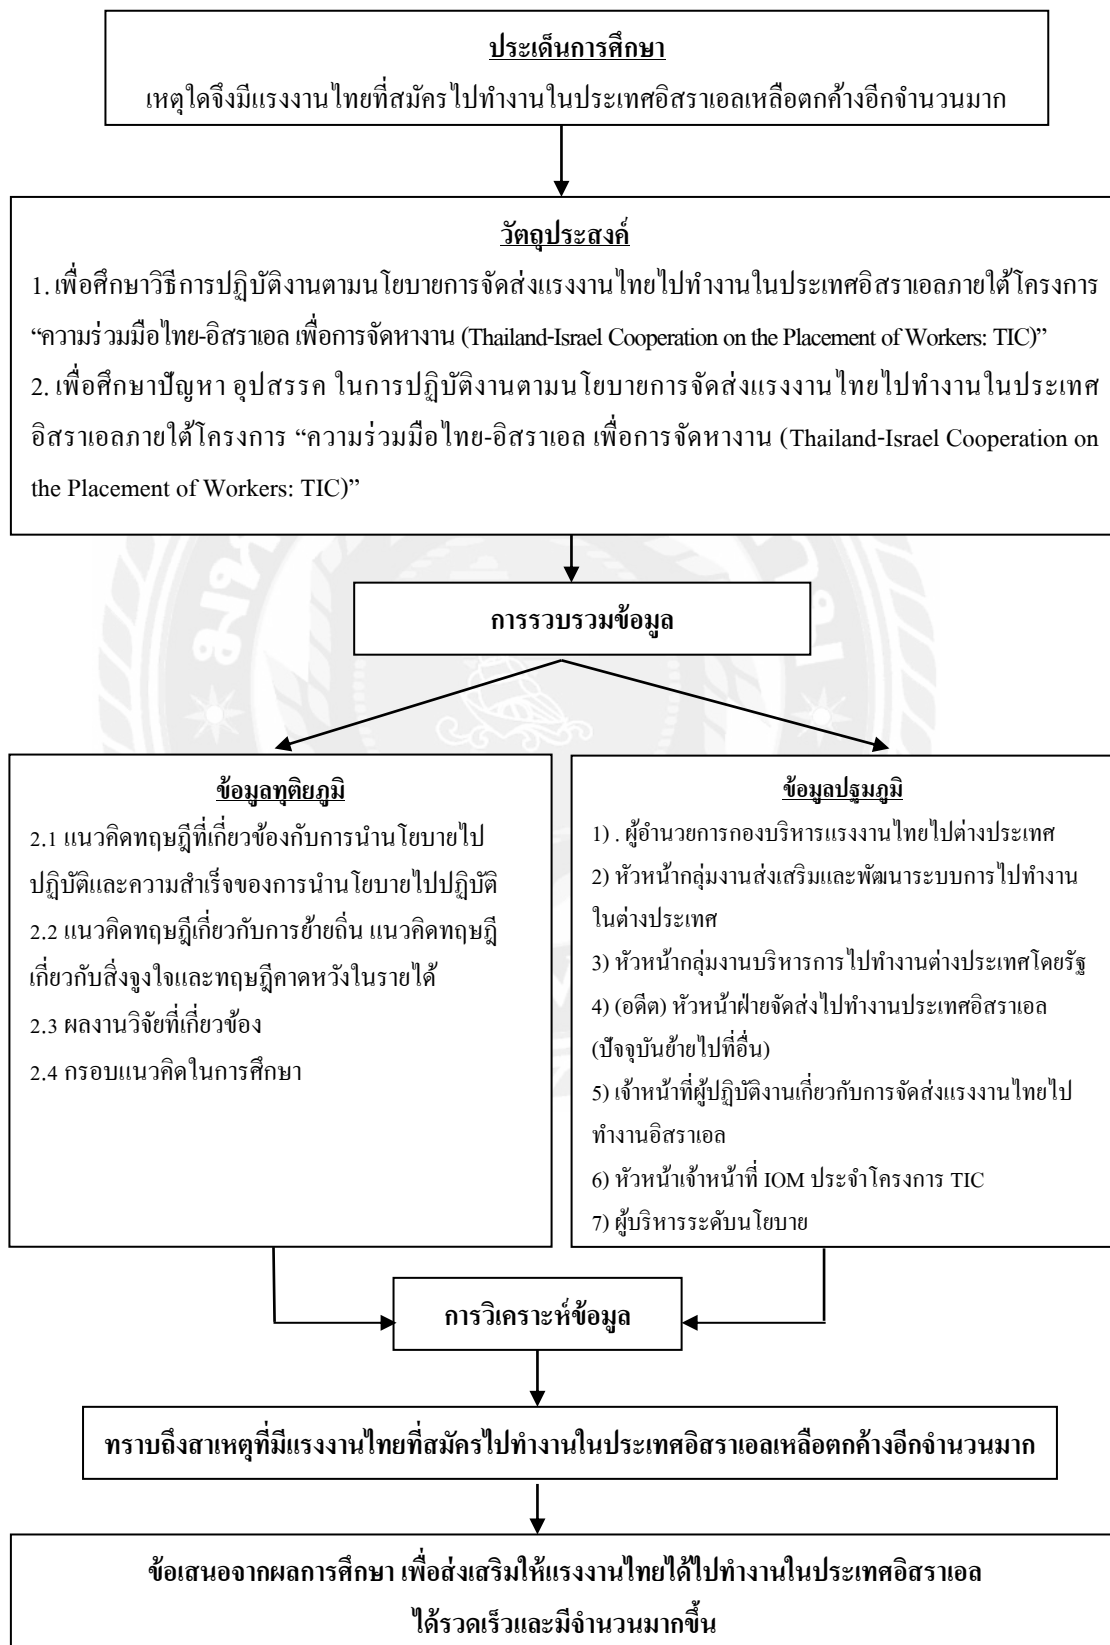 ประเด็นการศึกษา
เหตุใดจึงมีแรงงานไทยที่สมัครไปทำงานในประเทศอิสราเอลเหลือตกค้างอีกจำนวนมาก
วัตถุประสงค์
1. เพื่อศึกษาวิธีการปฏิบัติงานตามนโยบายการจัดส่งแรงงานไทยไปทำงานในประเทศอิสราเอลภายใต้โครงการ
“ความร่วมมือไทย-อิสราเอล เพื่อการจัดหางาน (Thailand-Israel Cooperation on the Placement of Workers: TIC)”
2. เพื่อศึกษาปัญหา อุปสรรค ในการปฏิบัติงานตามนโยบายการจัดส่งแรงงานไทยไปทำงานในประเทศ
อิสราเอลภายใต้โครงการ “ความร่วมมือไทย-อิสราเอล เพื่อการจัดหางาน (Thailand-Israel Cooperation on
the Placement of Workers: TIC)”
การรวบรวมข้อมูล
ข้อมูลทุติยภูมิ
2.1 แนวคิดทฤษฎีที่เกี่ยวข้องกับการนำนโยบายไป
ปฏิบัติและความสำเร็จของการนำนโยบายไปปฏิบัติ
2.2 แนวคิดทฤษฎีเกี่ยวกับการย้ายถิ่น แนวคิดทฤษฎี
เกี่ยวกับสิ่งจูงใจและทฤษฎีคาดหวังในรายได้
2.3 ผลงานวิจัยที่เกี่ยวข้อง
2.4 กรอบแนวคิดในการศึกษา
ข้อมูลปฐมภูมิ
1) . ผู้อำนวยการกองบริหารแรงงานไทยไปต่างประเทศ
2) หัวหน้ากลุ่มงานส่งเสริมและพัฒนาระบบการไปทำงาน
ในต่างประเทศ
3) หัวหน้ากลุ่มงานบริหารการไปทำงานต่างประเทศโดยรัฐ
4) (อดีต) หัวหน้าฝ่ายจัดส่งไปทำงานประเทศอิสราเอล
(ปัจจุบันย้ายไปที่อื่น)
5) เจ้าหน้าที่ผู้ปฏิบัติงานเกี่ยวกับการจัดส่งแรงงานไทยไป
ทำงานอิสราเอล
6) หัวหน้าเจ้าหน้าที่ IOM ประจำโครงการ TIC
7) ผู้บริหารระดับนโยบาย
การวิเคราะห์ข้อมูล
ทราบถึงสาเหตุที่มีแรงงานไทยที่สมัครไปทำงานในประเทศอิสราเอลเหลือตกค้างอีกจำนวนมาก
ข้อเสนอจากผลการศึกษา เพื่อส่งเสริมให้แรงงานไทยได้ไปทำงานในประเทศอิสราเอล
ได้รวดเร็วและมีจำนวนมากขึ้น